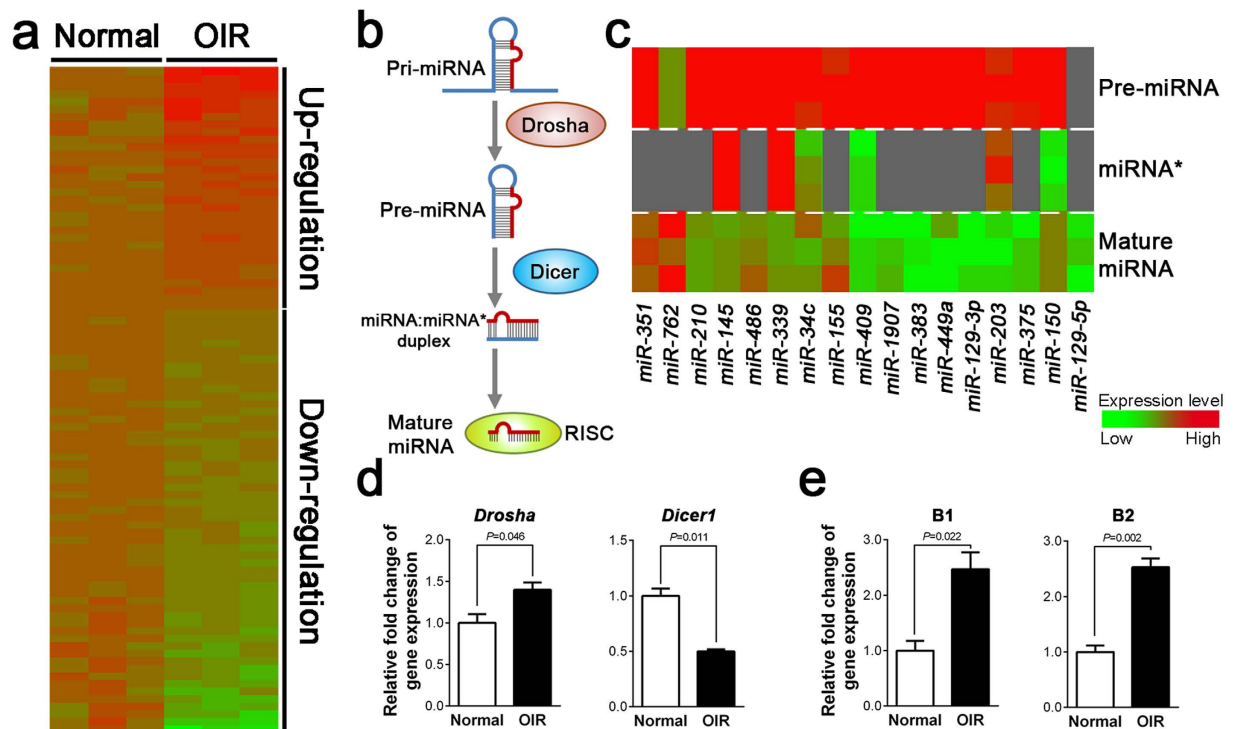 a
Normal
OIR
Up-regulation
Down-regulation
b
Pri-miRNA
Drosha
Pre-miRNA
Dicer
miRNA:miRNA*
duplex
Mature
miRNA
RISC
c
Pre-miRNA
miRNA*
Mature
miRNA
miR-351
miR-762
miR-210
miR-145
miR-486
miR-339
miR-34c
miR-155
miR-409
miR-1907
miR-383
miR-449a
miR-129-3p
miR-203
miR-375
miR-150
miR-129-5p
Expression level
Low
High
d
Relative fold change of
gene expression
Drosha
P=0.046
2.0
1.5
1.0
0.5
0.0
Normal
OIR
Dicer1
P=0.011
1.5
1.0
0.5
0.0
Normal
OIR
e
Relative fold change of
gene expression
B1
P=0.022
3.0
2.0
1.0
0.0
Normal
OIR
B2
P=0.002
3.0
2.0
1.0
0.0
Normal
OIR